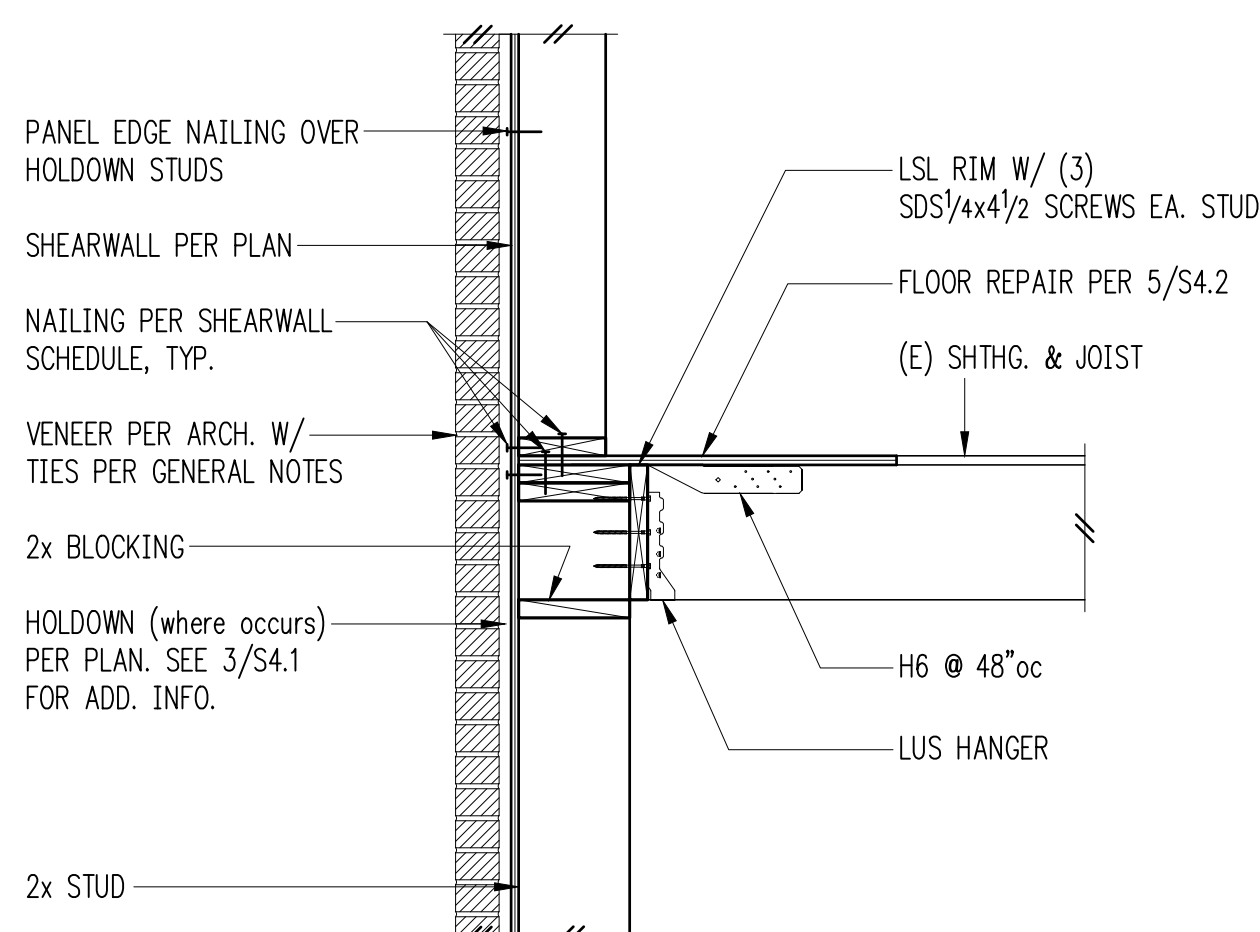 PANEL EDGE NAILING OVER
HOLDOWN STUDS
SHEARWALL PER PLAN
NAILING PER SHEARWALL
SCHEDULE, TYP.
VENEER PER ARCH. W/
TIES PER GENERAL NOTES
2x BLOCKING
HOLDOWN (where occurs)
PER PLAN. SEE 3/S4.1
FOR ADD. INFO.
2x STUD
LSL RIM W/ (3)
SDS1/4x41/2 SCREWS EA. STUD
FLOOR REPAIR PER 5/S4.2
(E) SHTHG. & JOIST
H6 @ 48"oc
LUS HANGER